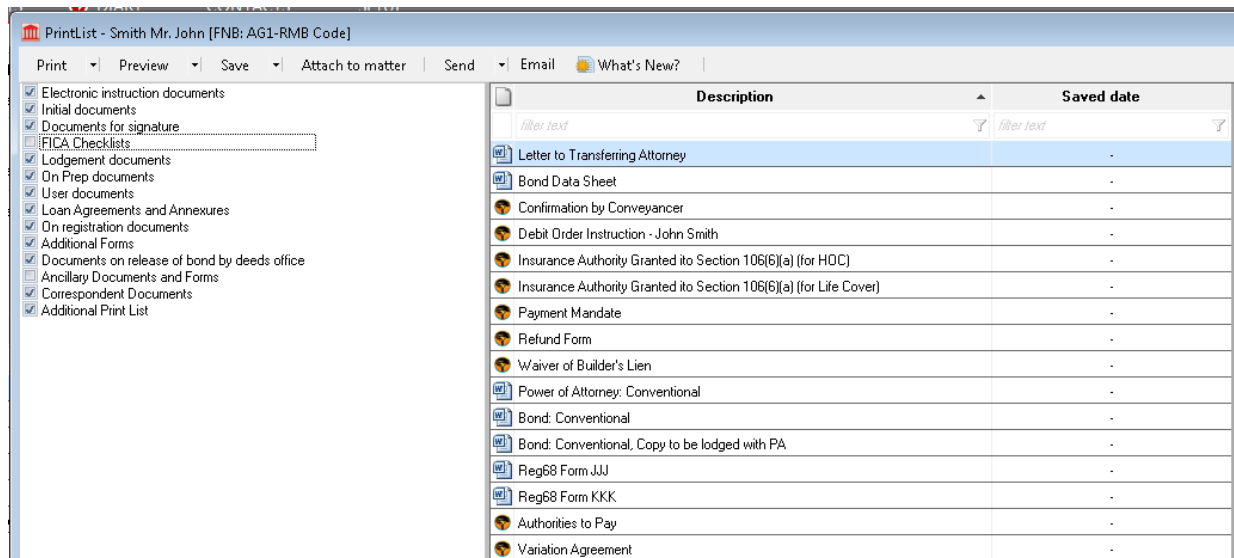 PrintList - Smith Mr. John [FNB: AG1-RMB Code]
Print Preview Save Attach to matter Send Email What's New?
Electronic instruction documents
Initial documents
Documents for signature
FICA Checklists
Lodgement documents
On Prep documents
User documents
Loan Agreements and Annexures
On registration documents
Additional Forms
Documents on release of bond by deeds office
Ancillary Documents and Forms
Correspondent Documents
Additional Print List
Description Saved date
filter text filter text
Letter to Transferring Attorney -
Bond Data Sheet -
Confirmation by Conveyancer -
Debit Order Instruction - John Smith -
Insurance Authority Granted ito Section 106(6)(a) (for HOC) -
Insurance Authority Granted ito Section 106(6)(a) (for Life Cover) -
Payment Mandate -
Refund Form -
Waiver of Builder's Lien -
Power of Attorney: Conventional -
Bond: Conventional -
Bond: Conventional, Copy to be lodged with PA -
Reg68 Form JJJ -
Reg68 Form KKK -
Authorities to Pay -
Variation Agreement -